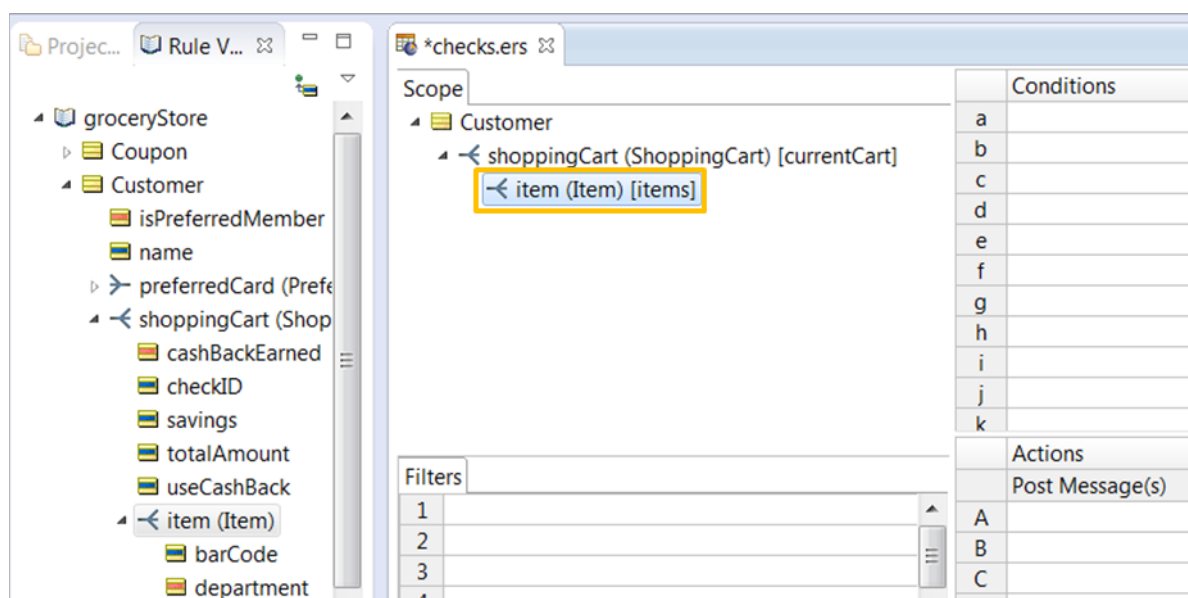 Projec...
Rule V...
groceryStore
Coupon
Customer
isPreferredMember
name
preferredCard (Prefe
shoppingCart (Shop
cashBackEarned
checkID
savings
totalAmount
useCashBack
item (Item)
barCode
department
*checks.ers
Scope
Customer
shoppingCart (ShoppingCart) [currentCart]
item (Item) [items]
Filters
1
2
3
Conditions
a
b
c
d
e
f
g
h
i
j
k
Actions
Post Message(s)
A
B
C